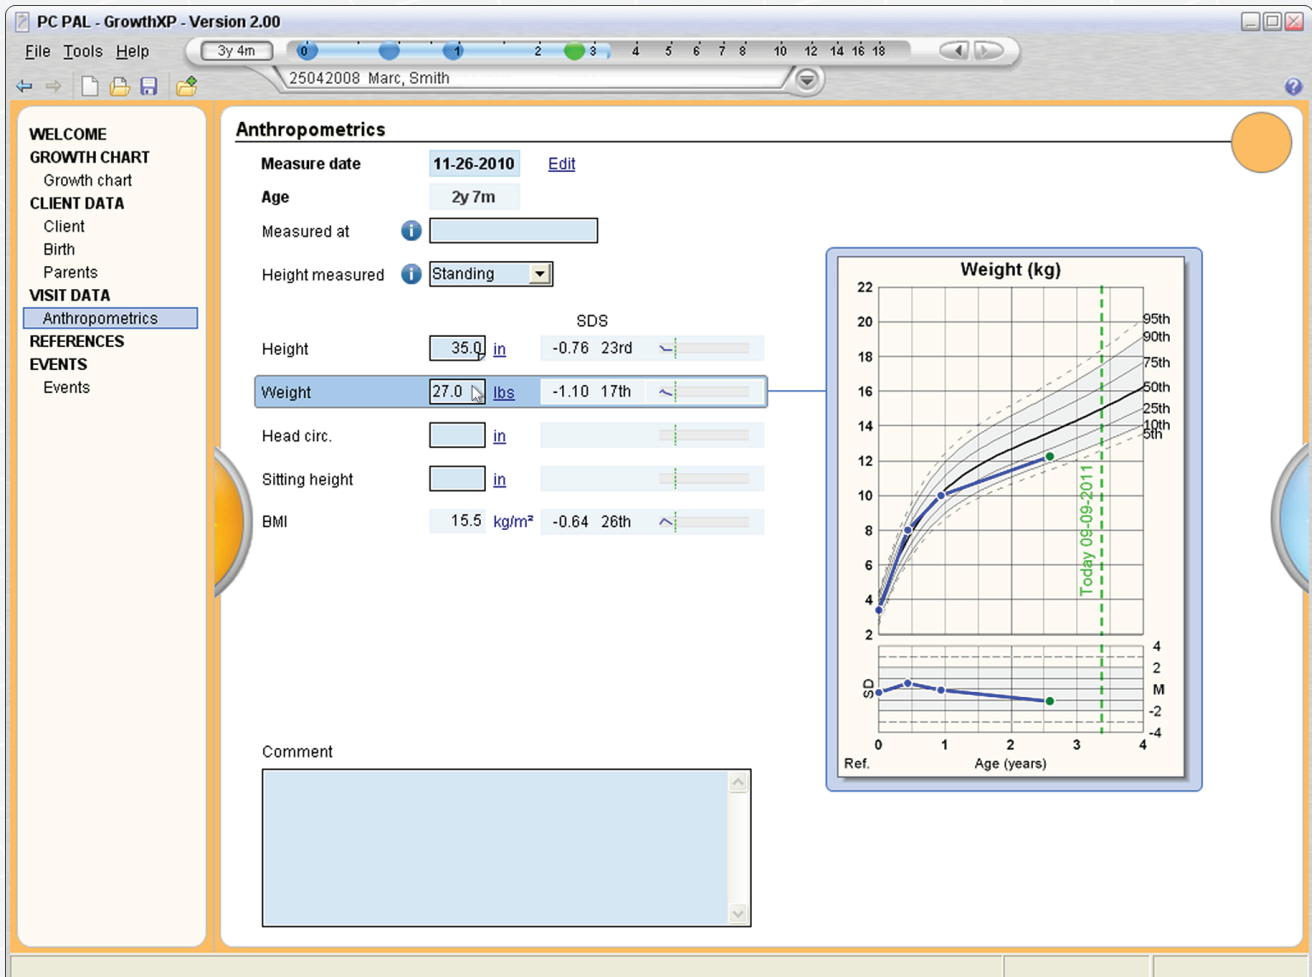 PC PAL - GrowthXP - Version 2.00
File Tools Help
3y 4m
0 1 2 3 4 5 6 7 8 10 12 14 16 18
25042008 Marc, Smith
WELCOME
GROWTH CHART
Growth chart
CLIENT DATA
Client
Birth
Parents
VISIT DATA
Anthropometrics
REFERENCES
EVENTS
Events
Anthropometrics
Measure date 11-26-2010 Edit
Age 2y 7m
Measured at
Height measured Standing
SDS
Height 35.0 in -0.76 23rd
Weight 27.0 lbs -1.10 17th
Head circ. in
Sitting height in
BMI 15.5 kg/m² -0.64 26th
Comment
Weight (kg)
22
20
18
16
14
12
10
8
6
4
2
95th
90th
75th
50th
25th
10th
5th
Today 09-09-2011
SD
4
2
M
-2
-4
0 1 2 3 4
Ref. Age (years)